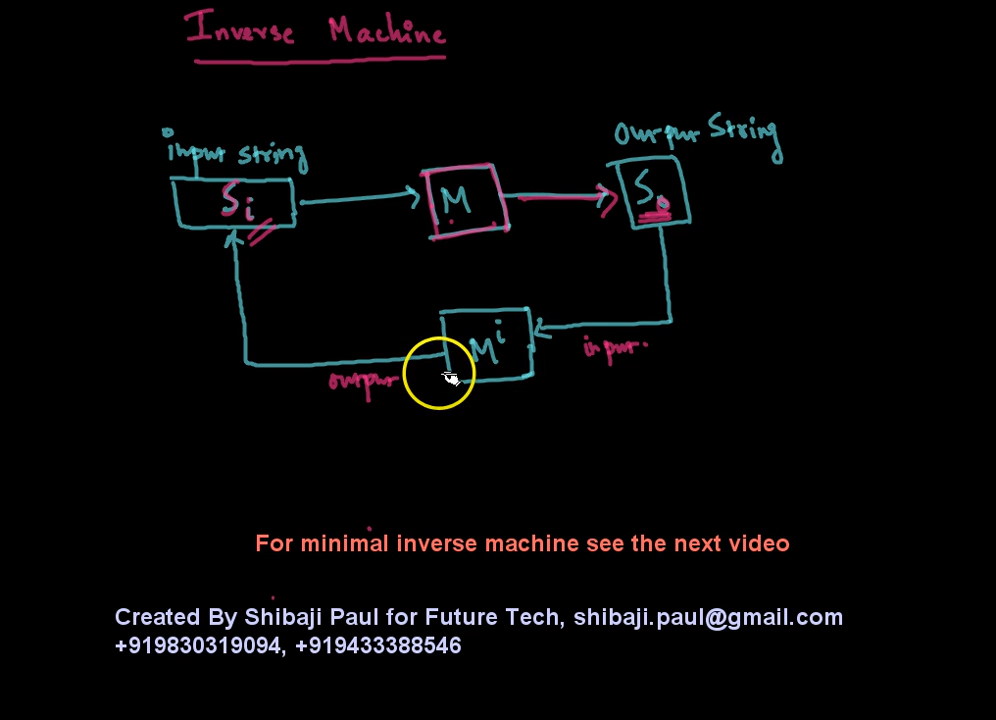 Inverse Machine
Output String
input string
Si
M
So
Mi
input.
output
For minimal inverse machine see the next video
Created By Shibaji Paul for Future Tech, shibaji.paul@gmail.com
+919830319094, +919433388546